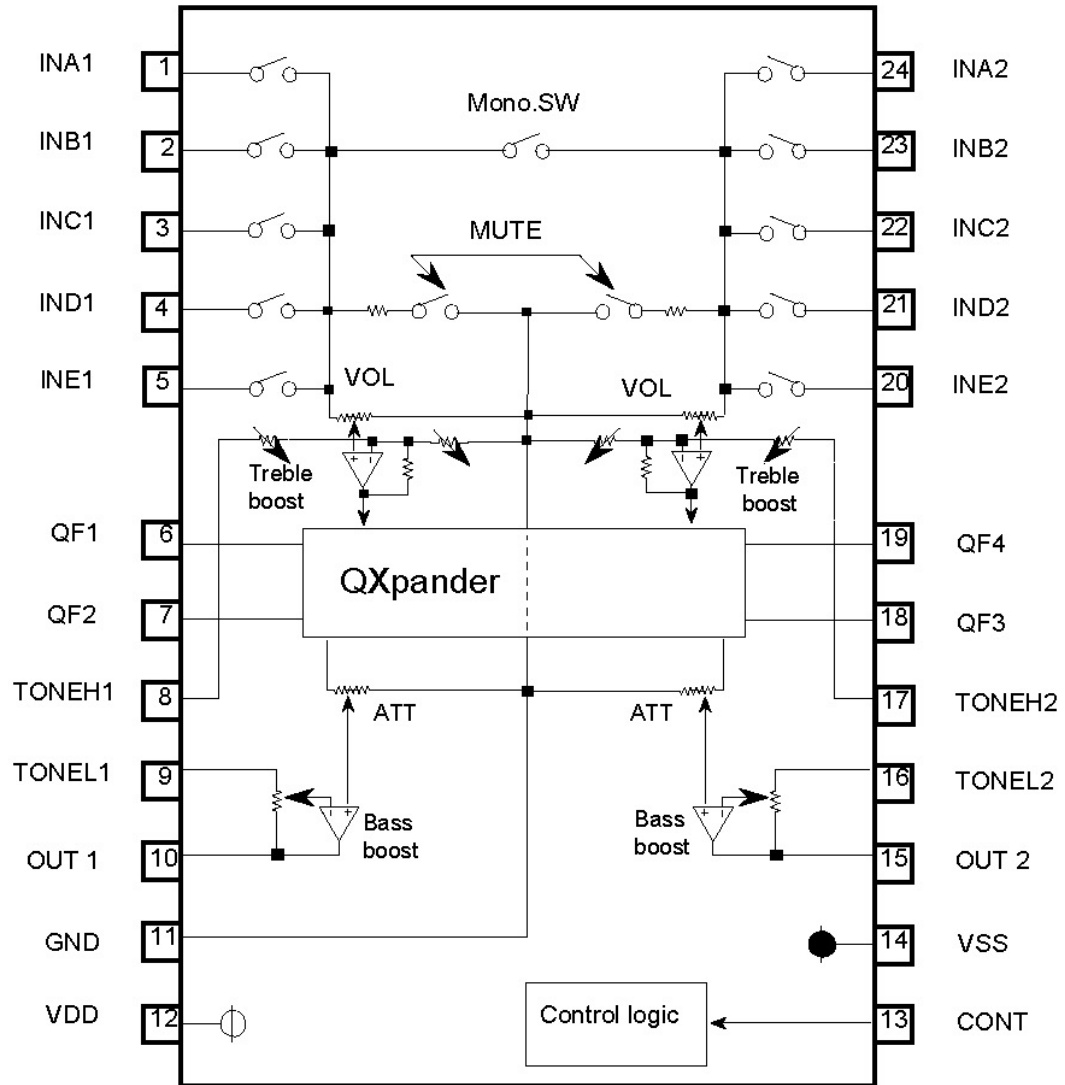 INA1 1 24 INA2
Mono.SW
INB1 2 23 INB2
INC1 3 22 INC2
MUTE
IND1 4 21 IND2
INE1 5 20 INE2
VOL VOL
+ - - +
Treble
boost
Treble
boost
QF1 6 19 QF4
QXpander
QF2 7 18 QF3
TONEH1 8 17 TONEH2
ATT ATT
TONEL1 9 16 TONEL2
- + + -
Bass
boost
Bass
boost
OUT 1 10 15 OUT 2
GND 11 14 VSS
VDD 12 13 CONT
Control logic